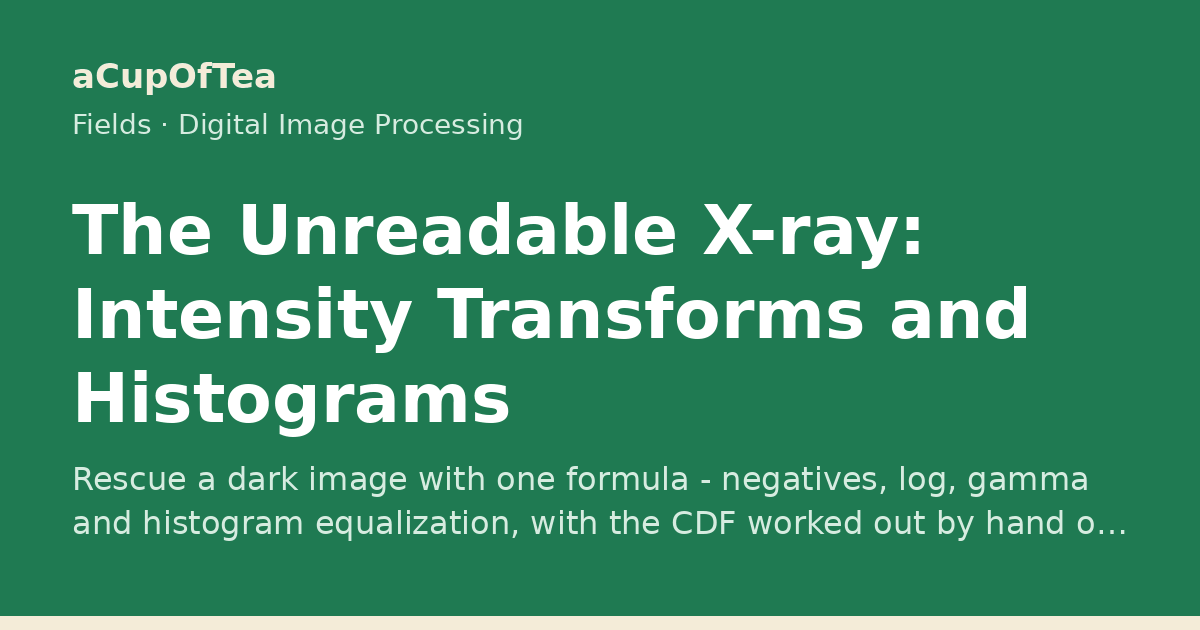 aCupOfTea
Fields · Digital Image Processing
The Unreadable X-ray:
Intensity Transforms and
Histograms
Rescue a dark image with one formula - negatives, log, gamma
and histogram equalization, with the CDF worked out by hand o…